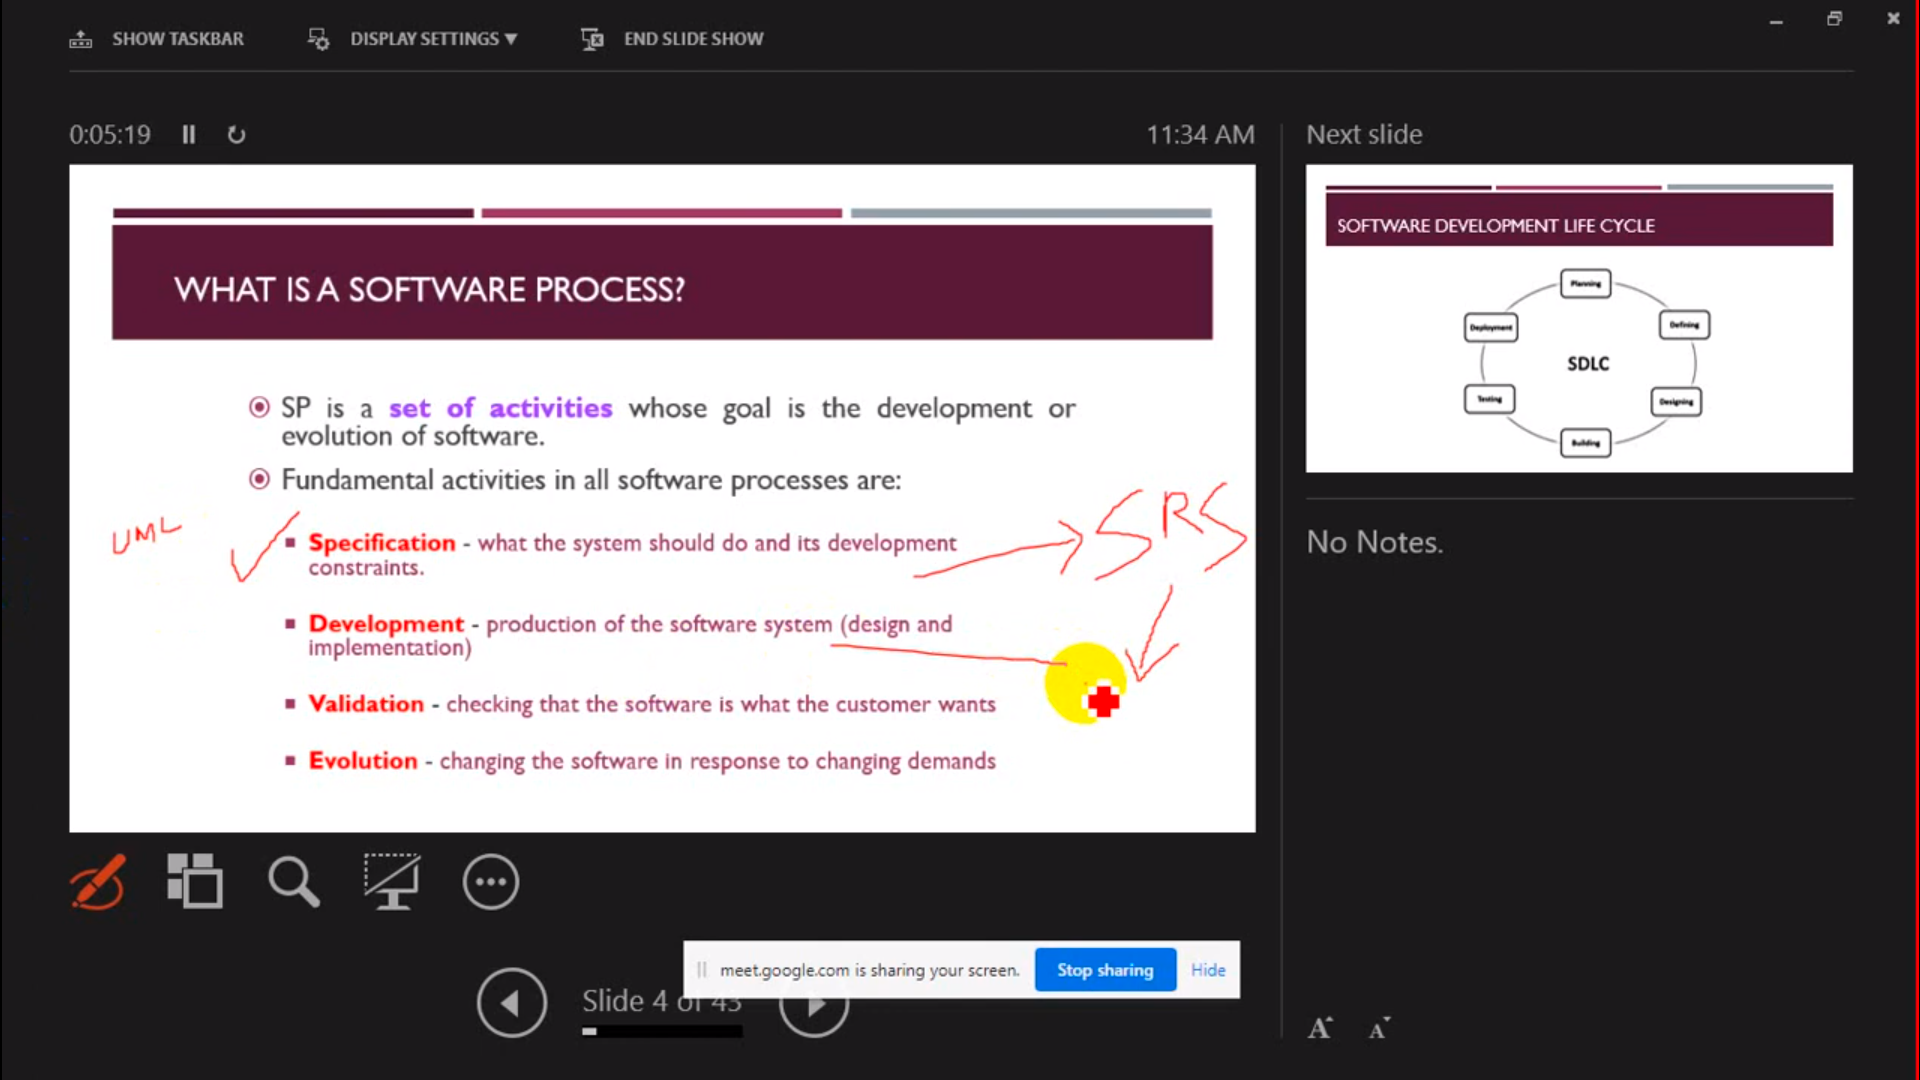 SHOW TASKBAR
DISPLAY SETTINGS ▼
END SLIDE SHOW
0:05:19
11:34 AM
Next slide
WHAT IS A SOFTWARE PROCESS?
SP is a set of activities whose goal is the development or
evolution of software.
Fundamental activities in all software processes are:
UML
Specification - what the system should do and its development
constraints.
SRS
Development - production of the software system (design and
implementation)
Validation - checking that the software is what the customer wants
Evolution - changing the software in response to changing demands
SOFTWARE DEVELOPMENT LIFE CYCLE
Planning
Deployment
Defining
SDLC
Testing
Designing
Building
No Notes.
meet.google.com is sharing your screen.
Stop sharing
Hide
Slide 4 of 43
A
A